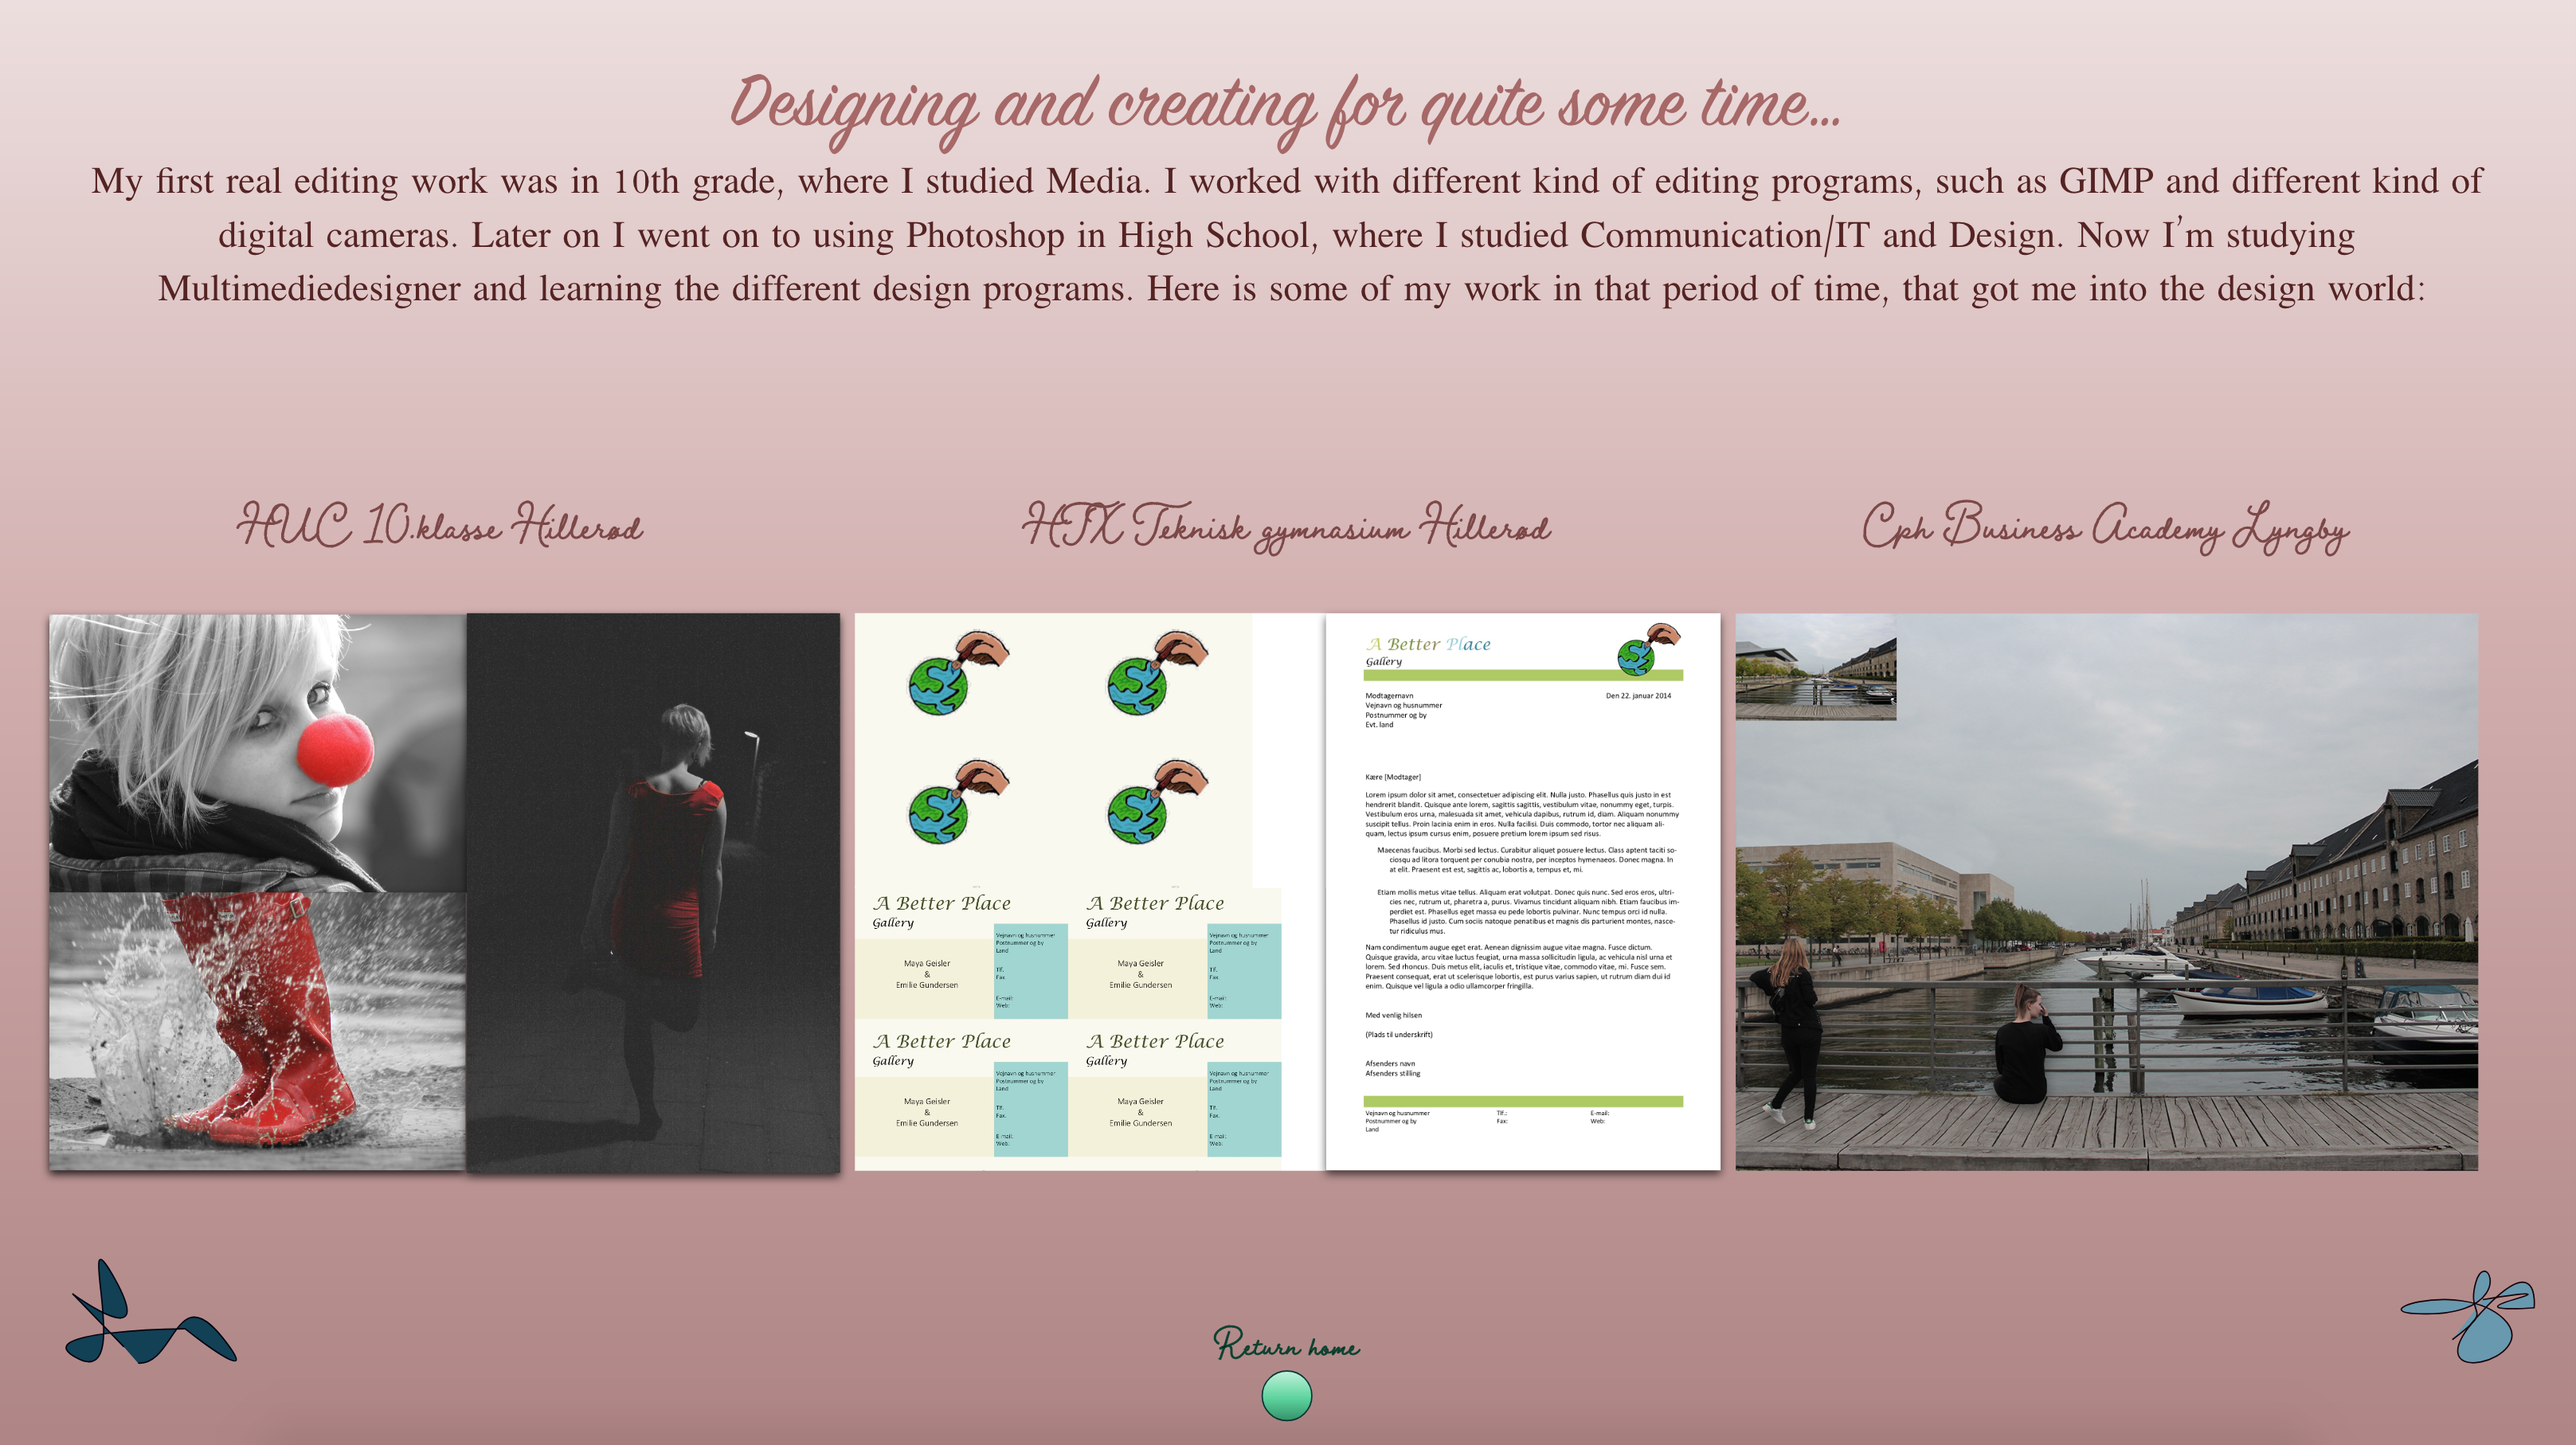 Designing and creating for quite some time...
My first real editing work was in 10th grade, where I studied Media. I worked with different kind of editing programs, such as GIMP and different kind of
digital cameras. Later on I went on to using Photoshop in High School, where I studied Communication/IT and Design. Now I'm studying
Multimediedesigner and learning the different design programs. Here is some of my work in that period of time, that got me into the design world:
HUC 10.klasse Hillerød
HTX Teknisk gymnasium Hillerød
Cph Business Academy Lyngby
A Better Place
Gallery
Vejnavn og husnummer
Postnummer og by
Land
Tlf.
Fax.
E-mail:
Web:
Maya Geisler
&
Emilie Gundersen
A Better Place
Gallery
Vejnavn og husnummer
Postnummer og by
Land
Tlf.
Fax.
E-mail:
Web:
Maya Geisler
&
Emilie Gundersen
A Better Place
Gallery
Vejnavn og husnummer
Postnummer og by
Land
Tlf.
Fax.
E-mail:
Web:
Maya Geisler
&
Emilie Gundersen
A Better Place
Gallery
Vejnavn og husnummer
Postnummer og by
Land
Tlf.
Fax.
E-mail:
Web:
Maya Geisler
&
Emilie Gundersen
A Better Place
Gallery
Modtagernavn
Vejnavn og husnummer
Postnummer og by
Evt. land
Den 22. januar 2014
Kære [Modtager]
Lorem ipsum dolor sit amet, consectetuer adipiscing elit. Nulla justo. Phasellus quis justo in est
hendrerit blandit. Quisque ante lorem, sagittis sagittis, vestibulum vitae, nonummy eget, turpis.
Vestibulum eros urna, malesuada sit amet, vehicula dapibus, rutrum id, diam. Aliquam nonummy
suscipit tellus. Proin lacinia enim in eros. Nulla facilisi. Duis commodo, tortor nec aliquam ali-
quam, lectus ipsum cursus enim, posuere pretium lorem ipsum sed risus.
Maecenas faucibus. Morbi sed lectus. Curabitur aliquet posuere lectus. Class aptent taciti so-
ciosqu ad litora torquent per conubia nostra, per inceptos hymenaeos. Donec magna. In
at elit. Praesent est est, sagittis ac, lobortis a, tempus et, mi.
Etiam mollis metus vitae tellus. Aliquam erat volutpat. Donec quis nunc. Sed eros eros, ultri-
cies nec, rutrum ut, pharetra a, purus. Vivamus tincidunt aliquam nibh. Etiam faucibus im-
perdiet est. Phasellus eget massa eu pede lobortis pulvinar. Nunc tempus orci id nulla.
Phasellus id justo. Cum sociis natoque penatibus et magnis dis parturient montes, nasce-
tur ridiculus mus.
Nam condimentum augue eget erat. Aenean dignissim augue vitae magna. Fusce dictum.
Quisque gravida, arcu vitae luctus feugiat, urna massa sollicitudin ligula, ac vehicula nisl urna et
lorem. Sed rhoncus. Duis metus elit, iaculis et, tristique vitae, commodo vitae, mi. Fusce sem.
Praesent consequat, erat ut scelerisque lobortis, est purus varius sapien, ut rutrum diam dui id
enim. Quisque vel ligula a odio ullamcorper fringilla.
Med venlig hilsen
(Plads til underskrift)
Afsenders navn
Afsenders stilling
Vejnavn og husnummer
Postnummer og by
Land
Tlf.:
Fax:
E-mail:
Web:
Return home